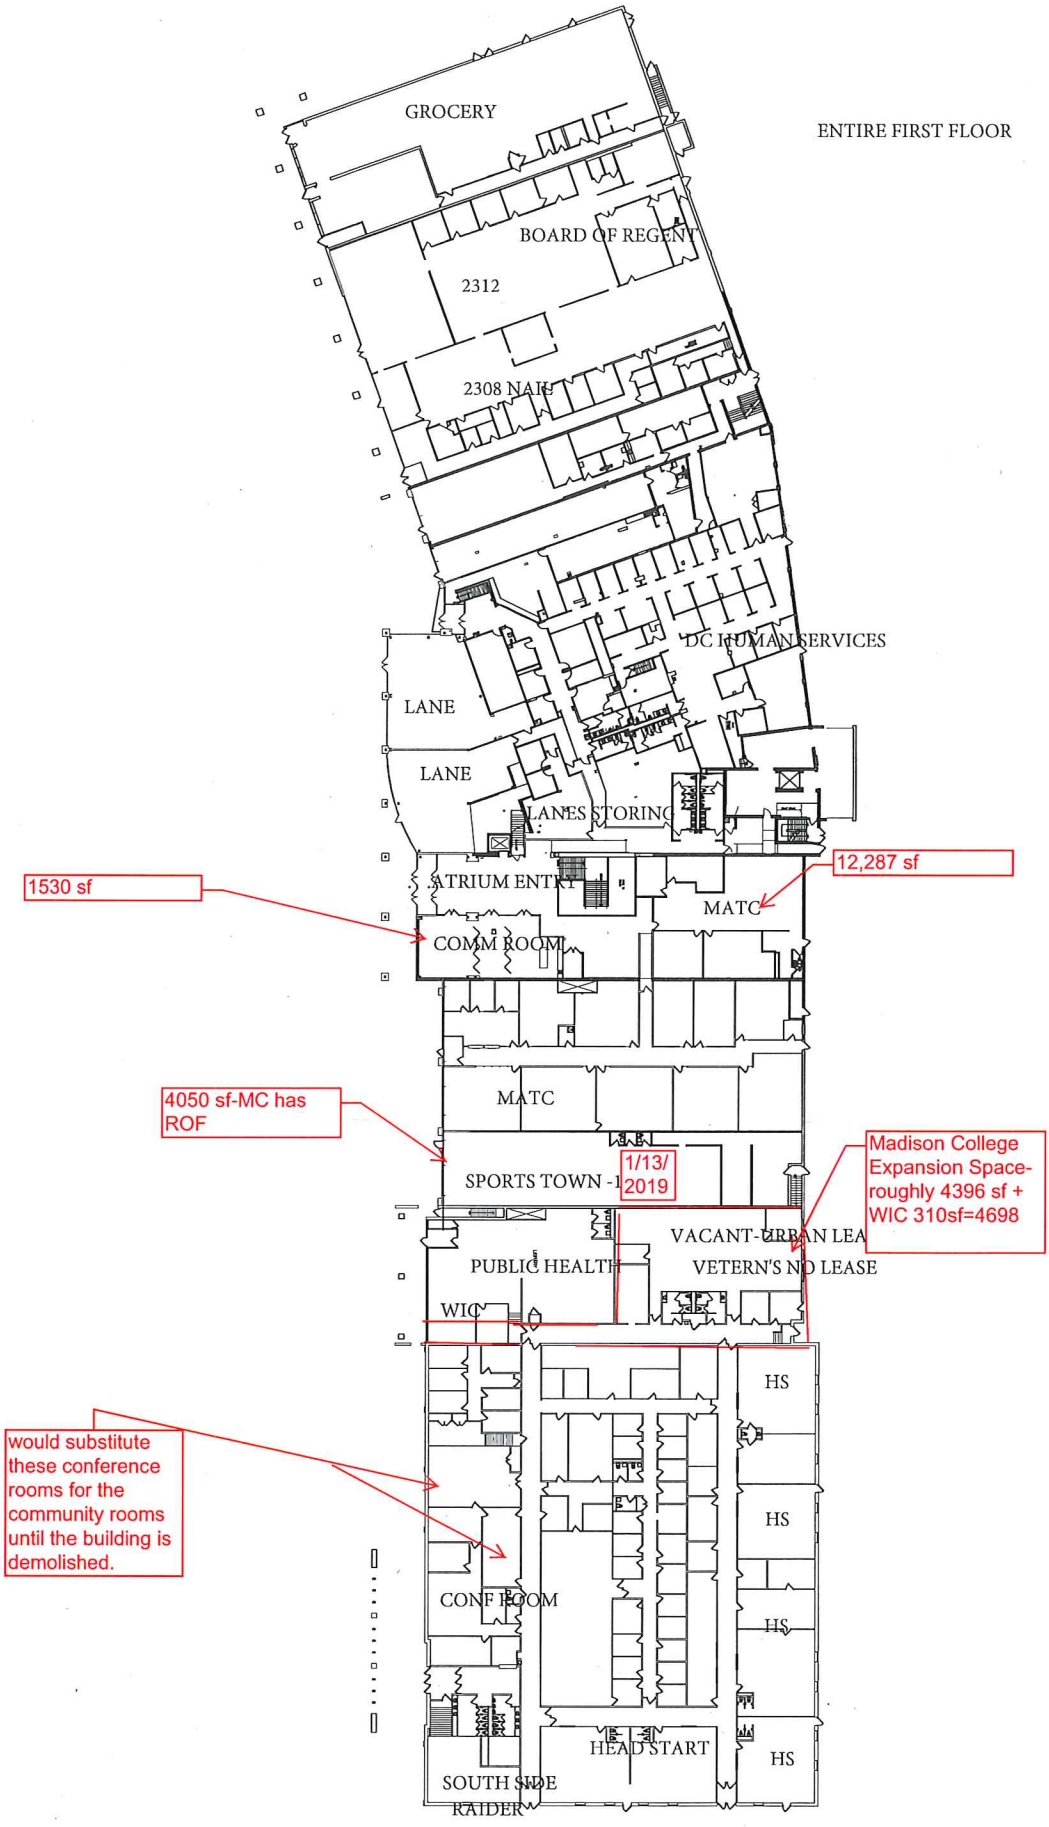 GROCERY
ENTIRE FIRST FLOOR
BOARD OF REGENT
2312
2308 NAIL
DC HUMAN SERVICES
LANE
LANE
LANES STORING
12,287 sf
1530 sf
ATRIUM ENTRY
MATC
COMM ROOM
4050 sf-MC has
ROF
MATC
SPORTS TOWN -1
1/13/
2019
Madison College
Expansion Space-
roughly 4396 sf +
WIC 310sf=4698
VACANT-URBAN LEA
PUBLIC HEALTH
VETERN'S NO LEASE
WIC
HS
would substitute
these conference
rooms for the
community rooms
until the building is
demolished.
HS
CONF ROOM
HS
HEAD START
HS
SOUTH SIDE
RAIDER